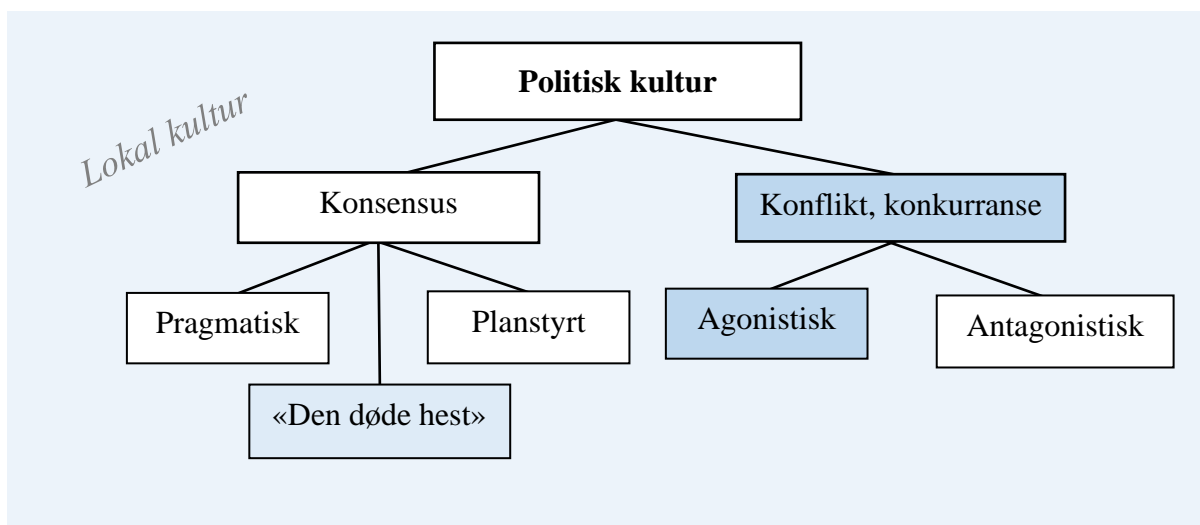 Politisk kultur
Lokal kultur
Konsensus
Konflikt, konkurranse
Pragmatisk
Planstyrt
Agonistisk
Antagonistisk
«Den døde hest»